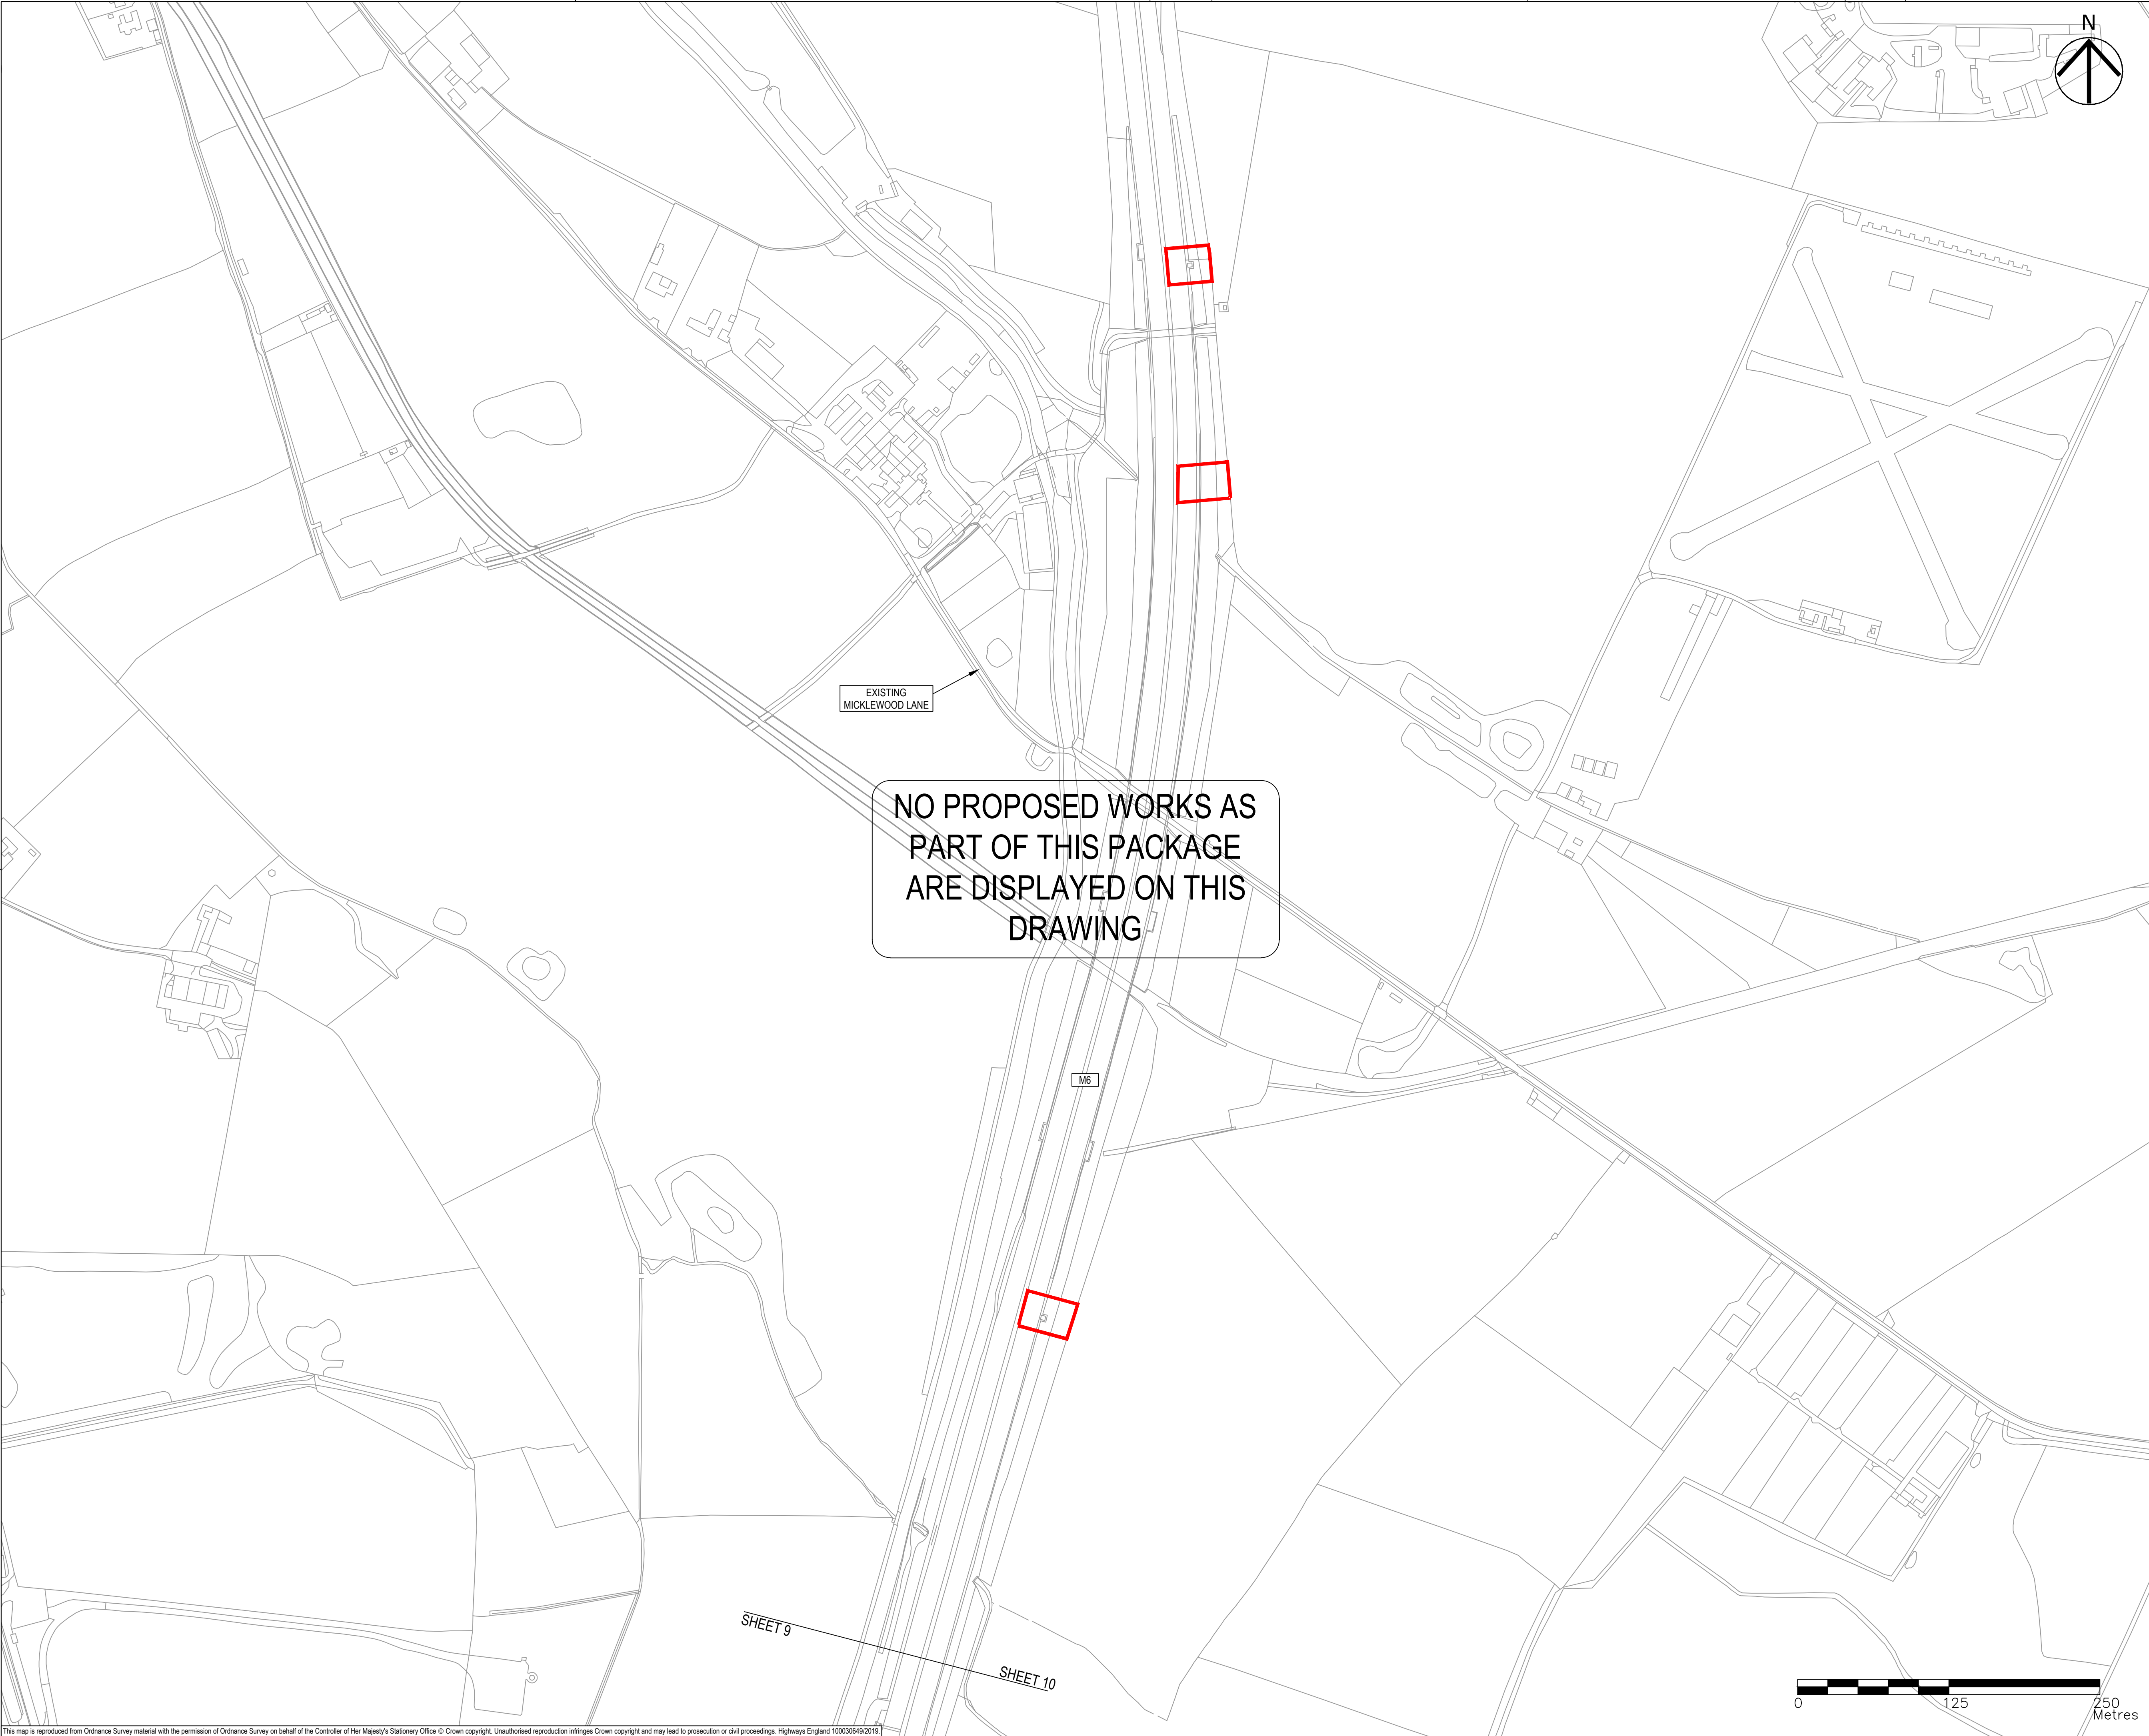 N
EXISTING
MICKLEWOOD LANE
NO PROPOSED WORKS AS
PART OF THIS PACKAGE
ARE DISPLAYED ON THIS
DRAWING
M6
SHEET 9
SHEET 10
0 125 250
Metres
This map is reproduced from Ordnance Survey material with the permission of Ordnance Survey on behalf of the Controller of Her Majesty's Stationery Office © Crown copyright. Unauthorised reproduction infringes Crown copyright and may lead to prosecution or civil proceedings. Highways England 100030649/2019.